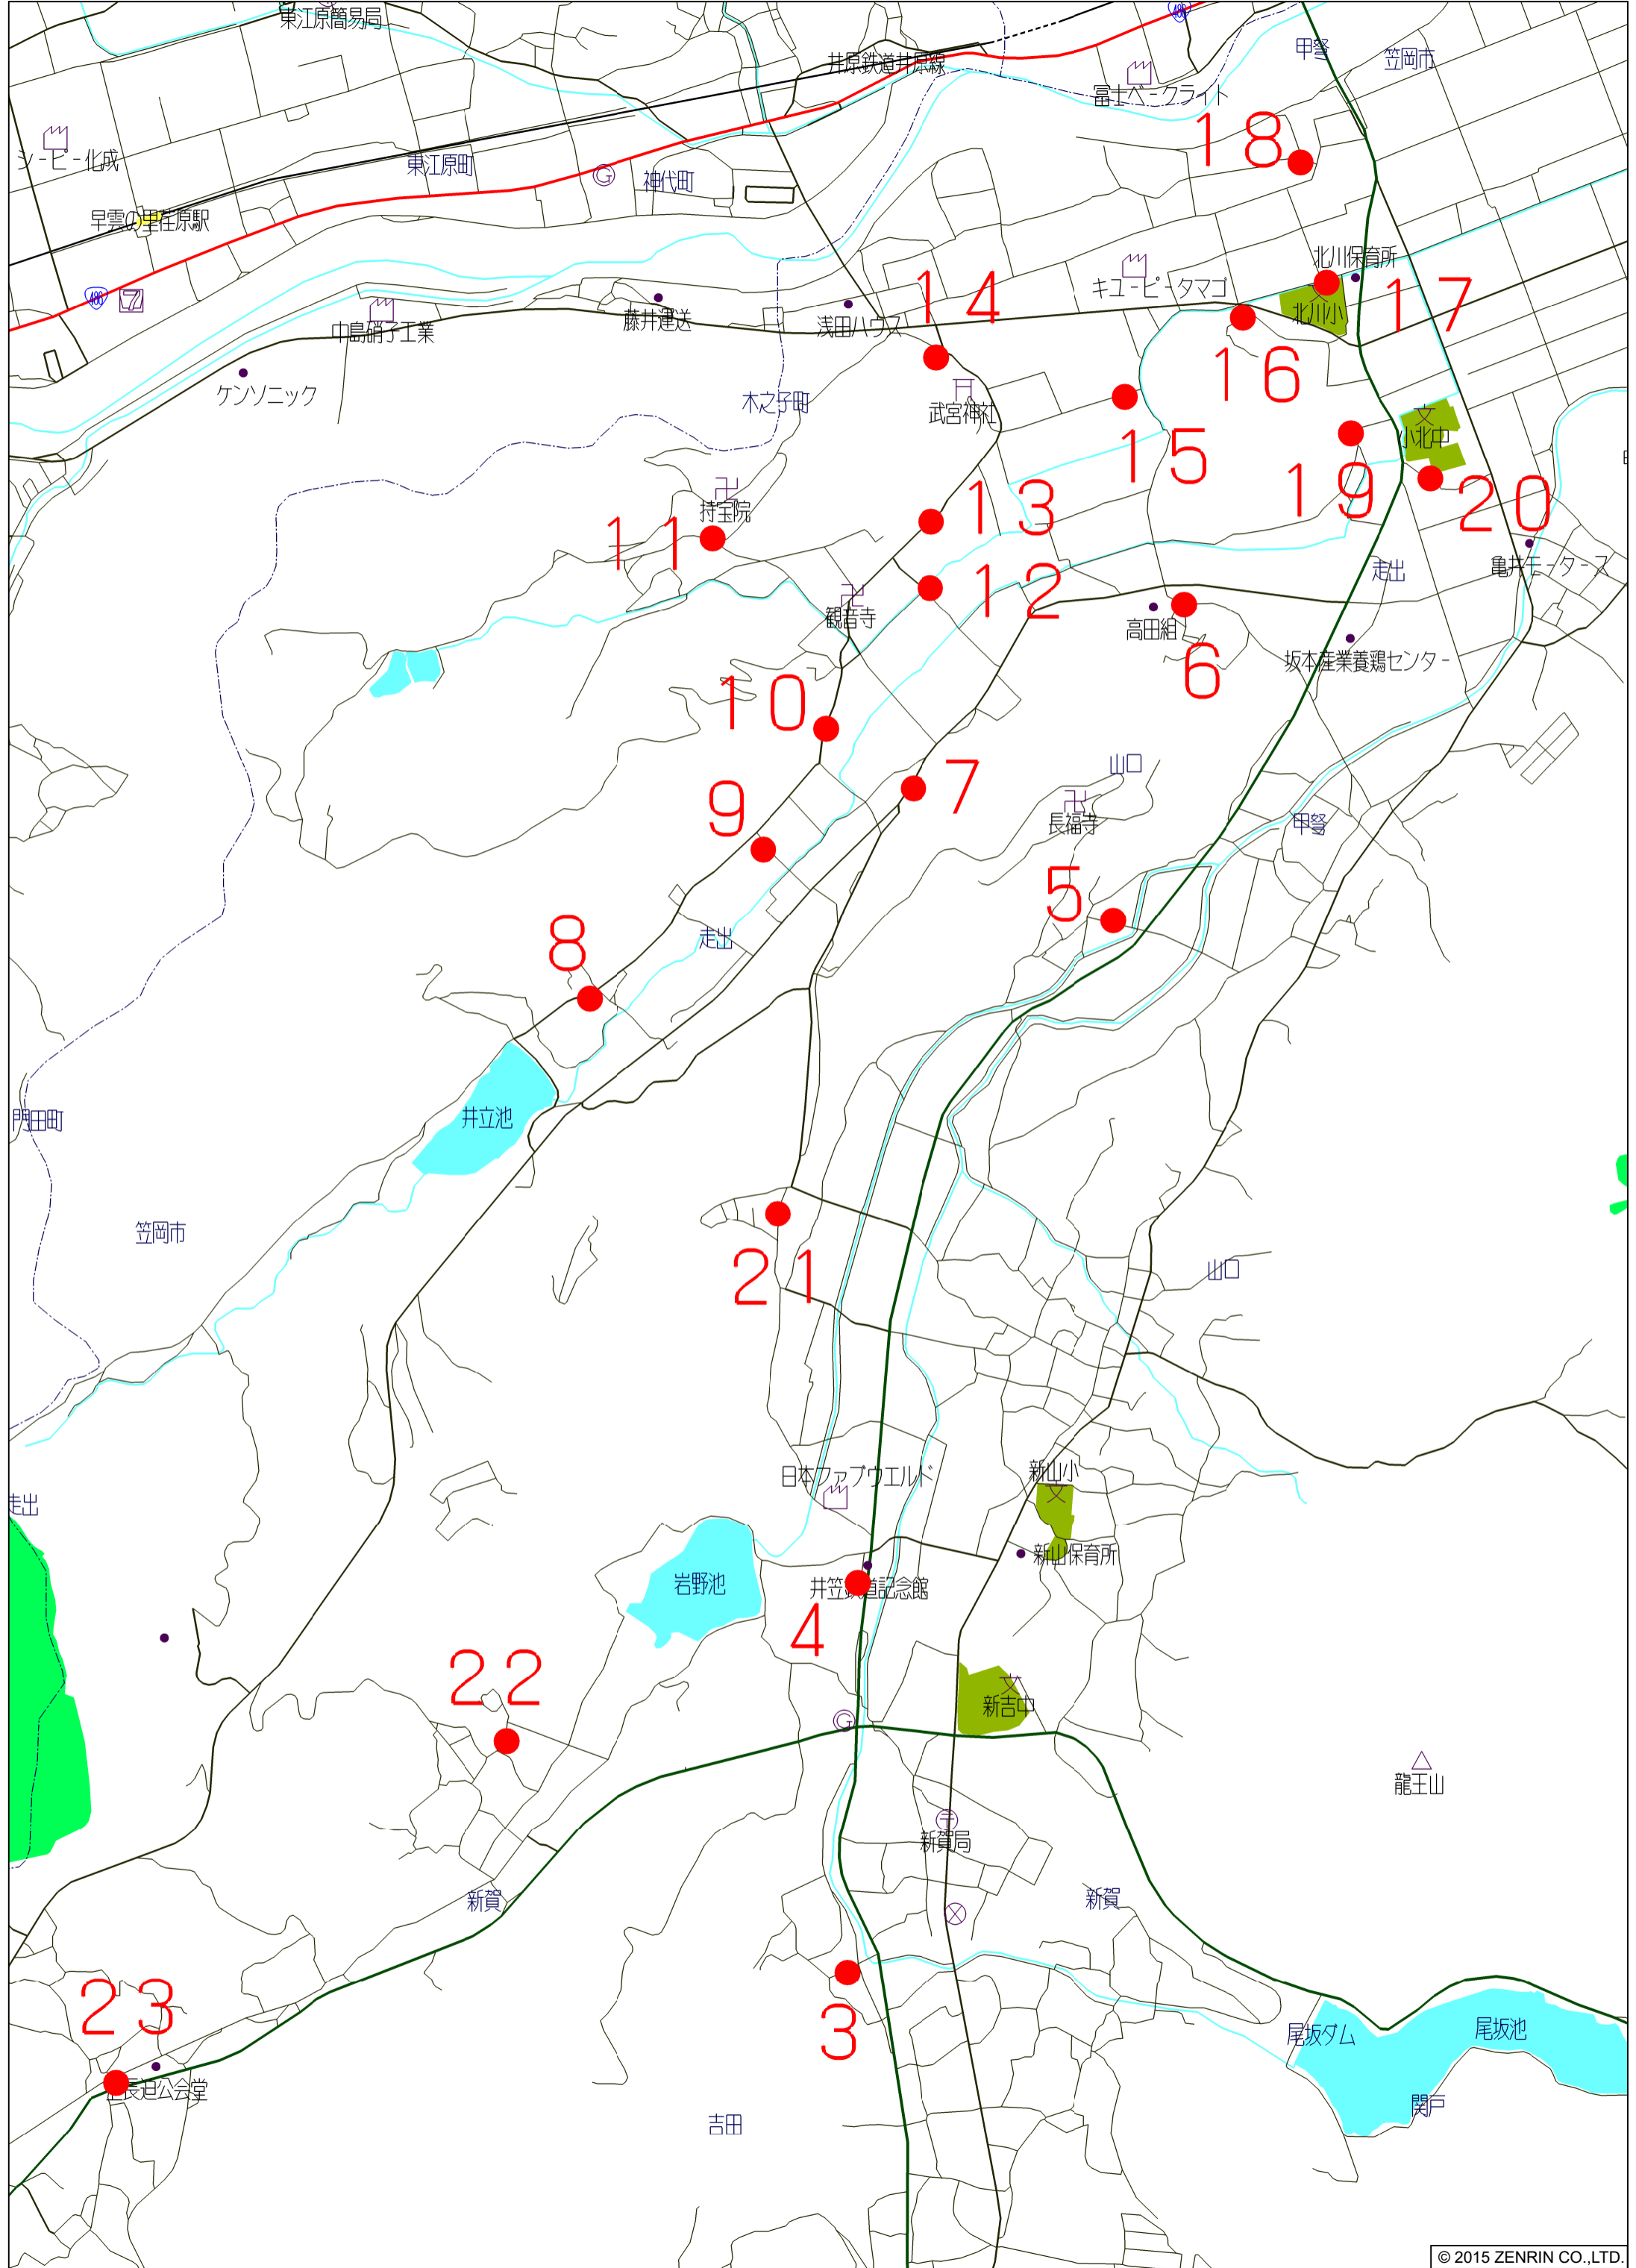 東江原簡易局
486
甲弩
笠岡市
井原鉄道井原線
冨士ベークライト
シーピー化成
東江原町
G
神代町
18
早雲の里荏原駅
486
7
中島硝子工業
藤井運送
浅田ハウス
14
キユーピータマゴ
北川保育所
北川小
17
ケンソニック
木之子町
武宮神社
16
15
小北中
19
20
持宝院
11
13
亀井モータース
走出
12
観音寺
高田組
坂本産業養鶏センター
6
10
山口
7
9
長福寺
甲弩
5
8
走出
井立池
門田町
笠岡市
21
山口
日本ファブウエルド
新山小
走出
新山保育所
岩野池
井笠鉄道記念館
4
22
新吉中
G
龍王山
新賀局
新賀
新賀
23
3
尾坂ダム
尾坂池
関戸
吉田
© 2015 ZENRIN CO.,LTD.